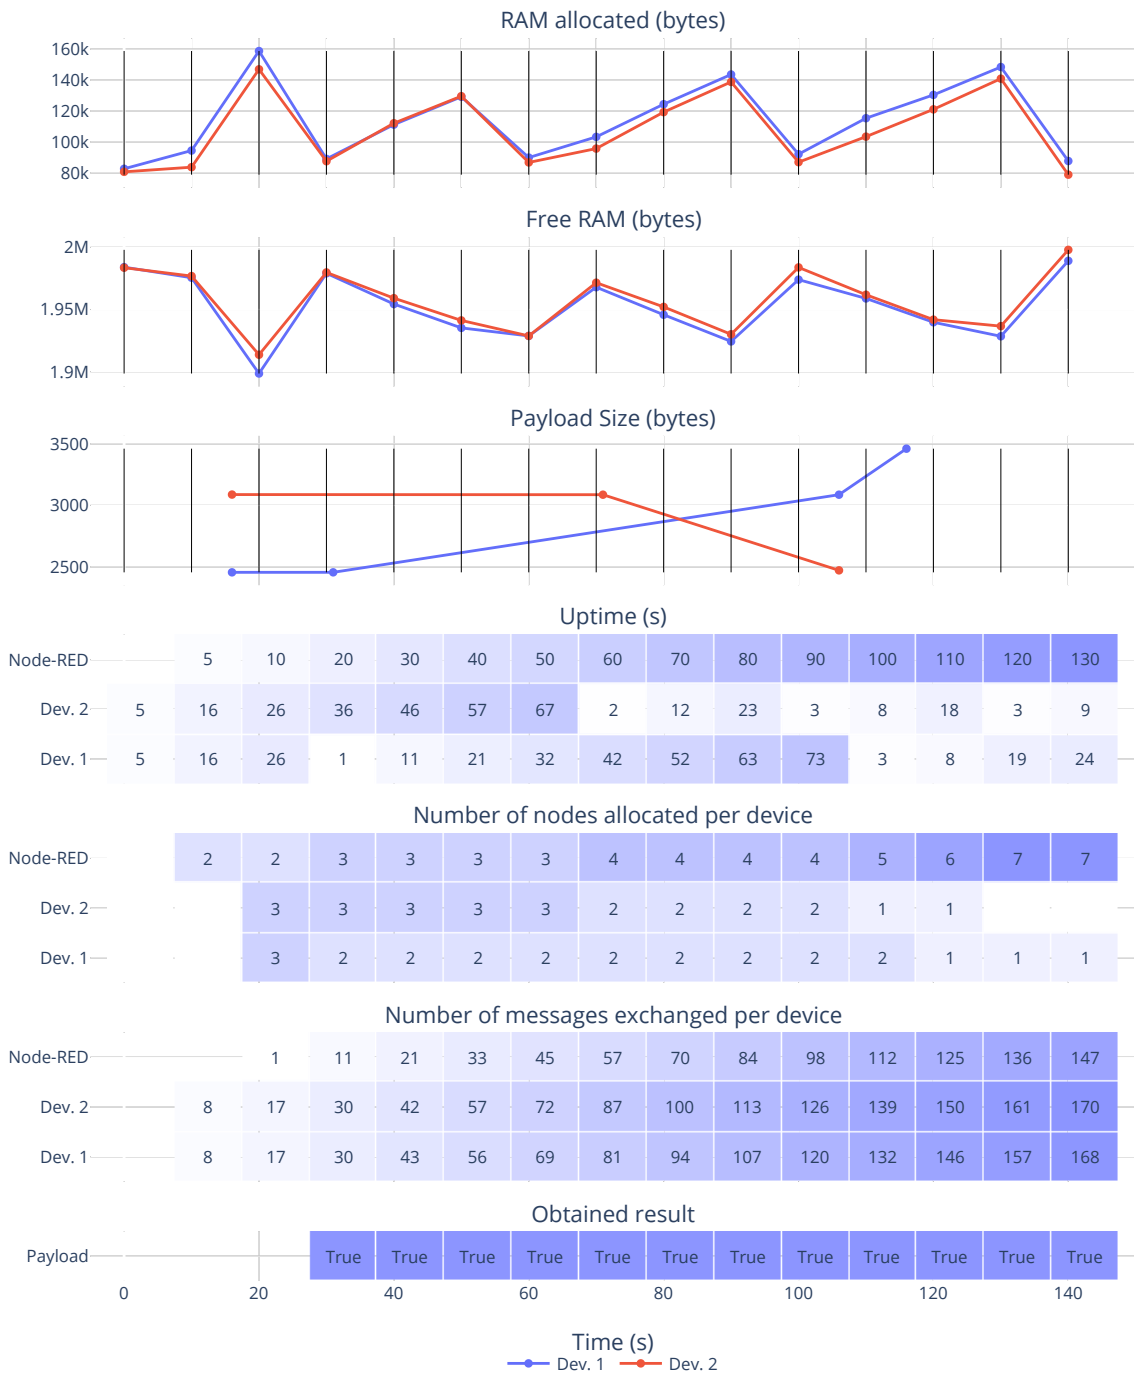 RAM allocated (bytes)
160k
140k
120k
100k
80k
Free RAM (bytes)
2M
1.95M
1.9M
Payload Size (bytes)
3500
3000
2500
Uptime (s)
Node-RED 5 10 20 30 40 50 60 70 80 90 100 110 120 130
Dev. 2 5 16 26 36 46 57 67 2 12 23 3 8 18 3 9
Dev. 1 5 16 26 1 11 21 32 42 52 63 73 3 8 19 24
Number of nodes allocated per device
Node-RED 2 2 3 3 3 3 4 4 4 4 5 6 7 7
Dev. 2 3 3 3 3 3 2 2 2 2 1 1
Dev. 1 3 2 2 2 2 2 2 2 2 2 1 1 1
Number of messages exchanged per device
Node-RED 1 11 21 33 45 57 70 84 98 112 125 136 147
Dev. 2 8 17 30 42 57 72 87 100 113 126 139 150 161 170
Dev. 1 8 17 30 43 56 69 81 94 107 120 132 146 157 168
Obtained result
Payload True True True True True True True True True True True True
0 20 40 60 80 100 120 140
Time (s)
Dev. 1 Dev. 2